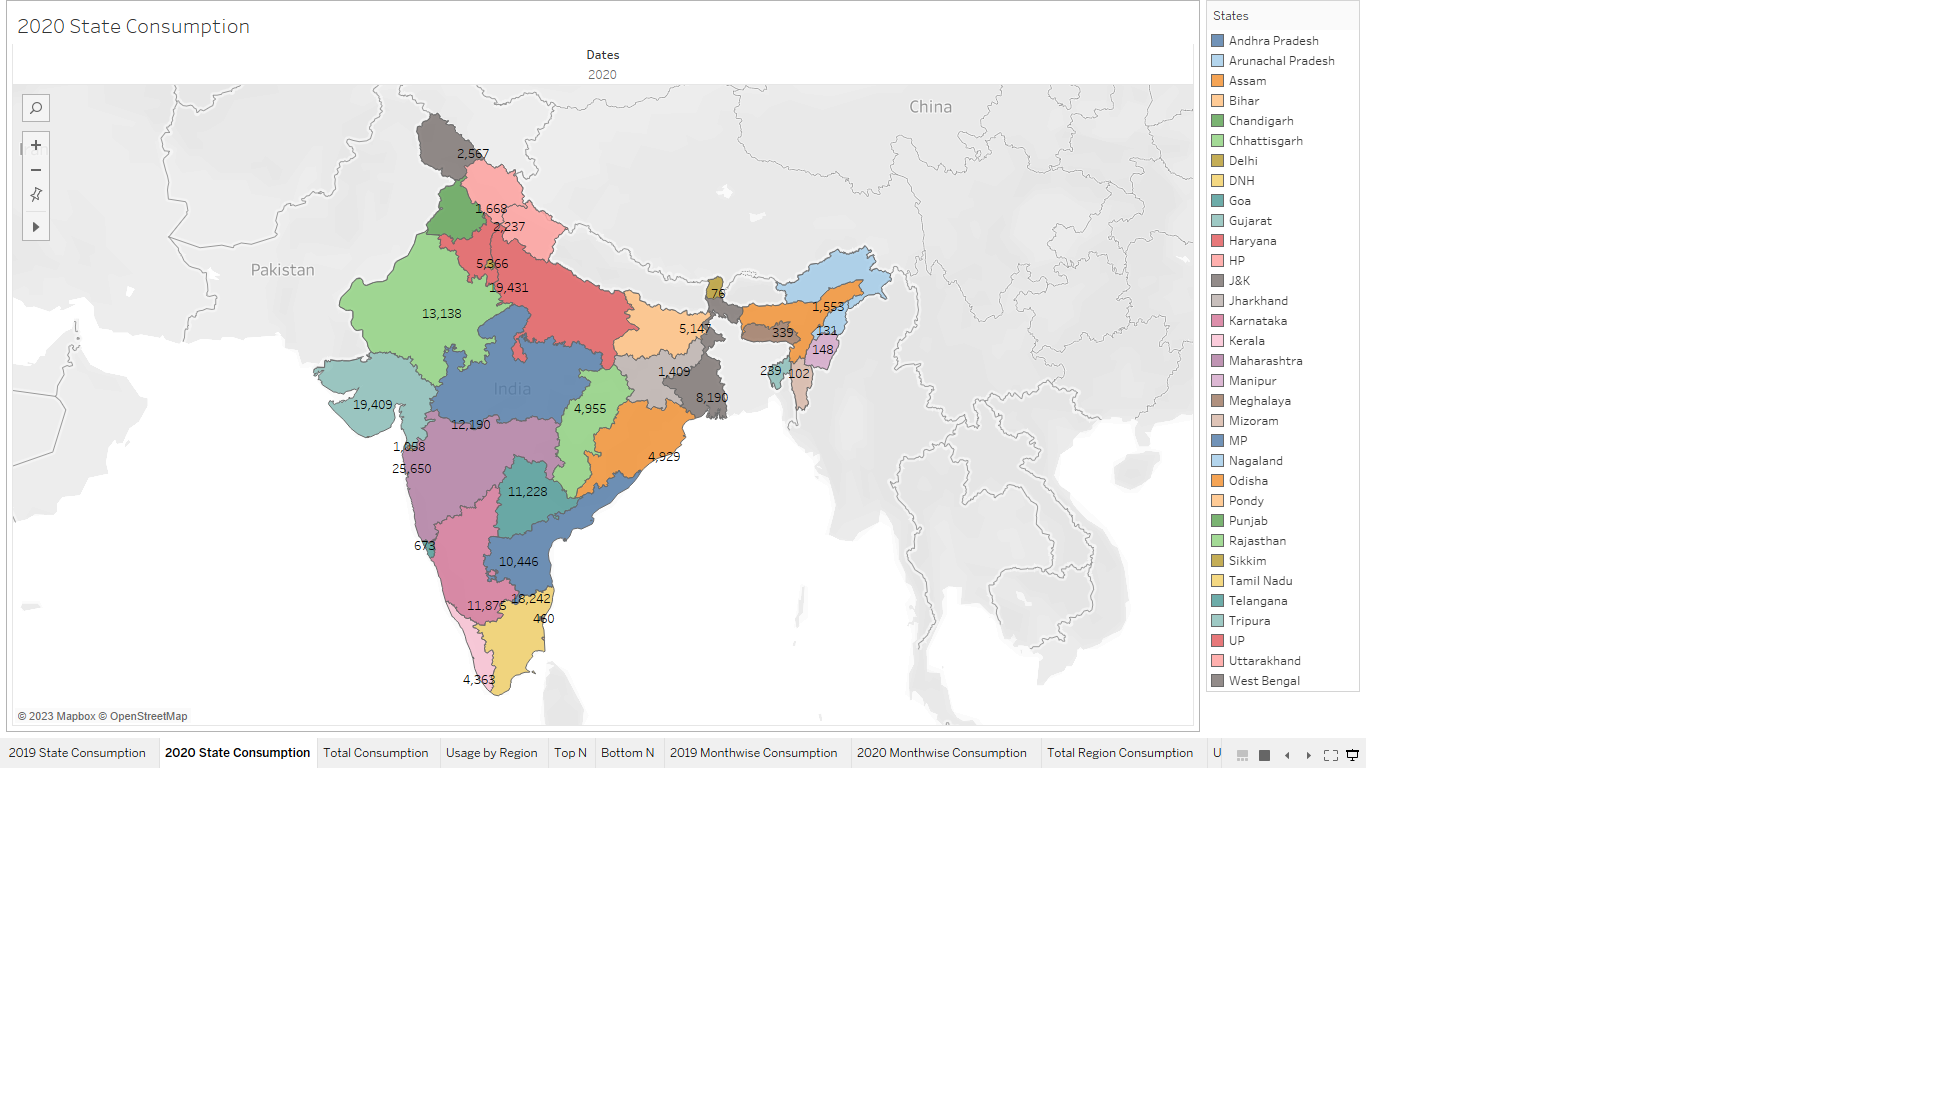 2020 State Consumption
Dates
2020
China
Pakistan
India
2,567
1,668
2,237
5,366
19,431
13,138
76
1,553
5,147
339
131
148
1,409
239
102
8,190
19,409
4,955
12,190
1,058
4,929
25,650
11,228
673
10,446
18,242
11,875
460
4,363
© 2023 Mapbox © OpenStreetMap
States
Andhra Pradesh
Arunachal Pradesh
Assam
Bihar
Chandigarh
Chhattisgarh
Delhi
DNH
Goa
Gujarat
Haryana
HP
J&K
Jharkhand
Karnataka
Kerala
Maharashtra
Manipur
Meghalaya
Mizoram
MP
Nagaland
Odisha
Pondy
Punjab
Rajasthan
Sikkim
Tamil Nadu
Telangana
Tripura
UP
Uttarakhand
West Bengal
2019 State Consumption 2020 State Consumption Total Consumption Usage by Region Top N Bottom N 2019 Monthwise Consumption 2020 Monthwise Consumption Total Region Consumption U